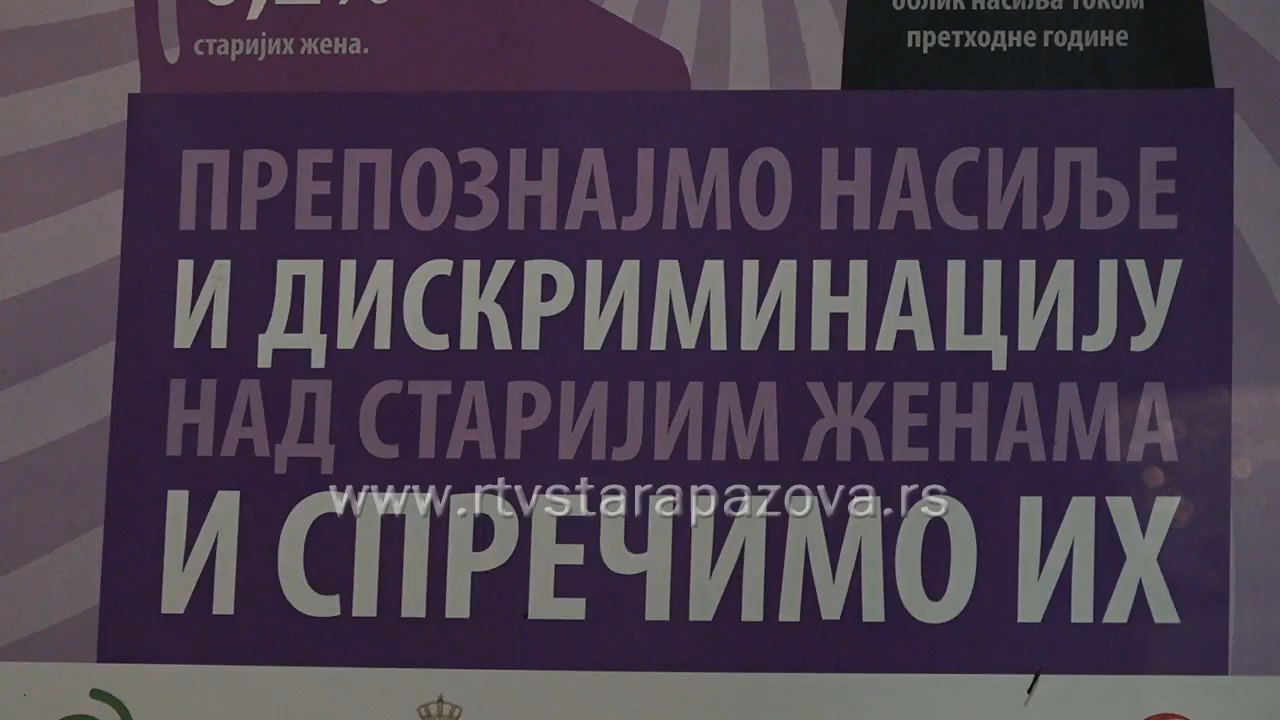 старијих жена.
облик насиља током
претходне године
ПРЕПОЗНАЈМО НАСИЉЕ
И ДИСКРИМИНАЦИЈУ
НАД СТАРИЈИМ ЖЕНАМА
www.rtvstarapazova.rs
И СПРЕЧИМО ИХ